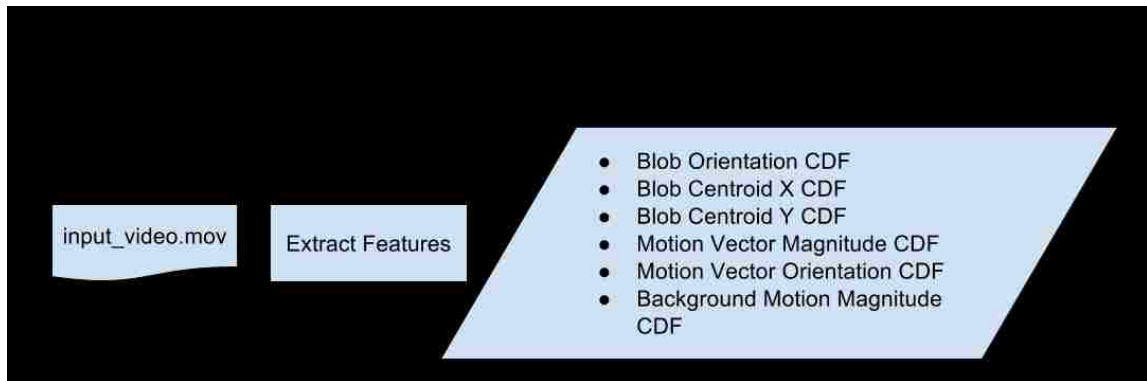 input_video.mov
Extract Features
● Blob Orientation CDF
● Blob Centroid X CDF
● Blob Centroid Y CDF
● Motion Vector Magnitude CDF
● Motion Vector Orientation CDF
● Background Motion Magnitude
CDF